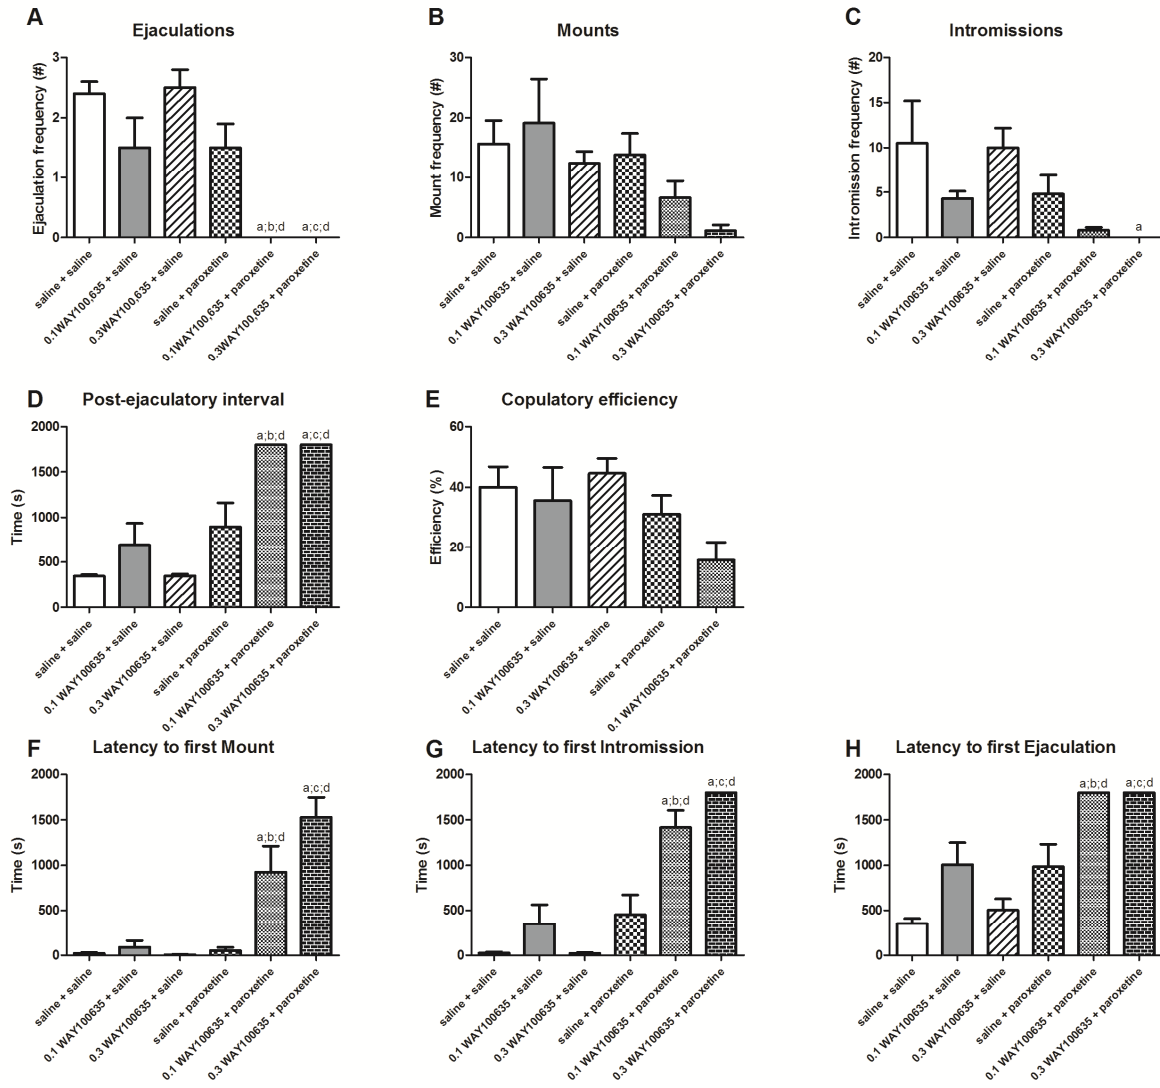 A
Ejaculations
Ejaculation frequency (#)
3
2
1
0
a;b;d
a;c;d
saline + saline
0.1WAY100,635 + saline
0.3WAY100,635 + saline
saline + paroxetine
0.1WAY100,635 + paroxetine
0.3WAY100,635 + paroxetine
B
Mounts
Mount frequency (#)
30
20
10
0
saline + saline
0.1 WAY100635 + saline
0.3 WAY100635 + saline
saline + paroxetine
0.1 WAY100635 + paroxetine
0.3 WAY100635 + paroxetine
C
Intromissions
Intromission frequency (#)
20
15
10
5
0
a
saline + saline
0.1 WAY100635 + saline
0.3 WAY100635 + saline
saline + paroxetine
0.1 WAY100635 + paroxetine
0.3 WAY100635 + paroxetine
D
Post-ejaculatory interval
Time (s)
2000
1500
1000
500
0
a;b;d
a;c;d
saline + saline
0.1 WAY100635 + saline
0.3 WAY100635 + saline
saline + paroxetine
0.1 WAY100635 + paroxetine
0.3 WAY100635 + paroxetine
E
Copulatory efficiency
Efficiency (%)
60
40
20
0
saline + saline
0.1 WAY100635 + saline
0.3 WAY100635 + saline
saline + paroxetine
0.1 WAY100635 + paroxetine
F
Latency to first Mount
Time (s)
2000
1500
1000
500
0
a;b;d
a;c;d
saline + saline
0.1 WAY100635 + saline
0.3 WAY100635 + saline
saline + paroxetine
0.1 WAY100635 + paroxetine
0.3 WAY100635 + paroxetine
G
Latency to first Intromission
Time (s)
2000
1500
1000
500
0
a;b;d
a;c;d
saline + saline
0.1 WAY100635 + saline
0.3 WAY100635 + saline
saline + paroxetine
0.1 WAY100635 + paroxetine
0.3 WAY100635 + paroxetine
H
Latency to first Ejaculation
Time (s)
2000
1500
1000
500
0
a;b;d
a;c;d
saline + saline
0.1 WAY100635 + saline
0.3 WAY100635 + saline
saline + paroxetine
0.1 WAY100635 + paroxetine
0.3 WAY100635 + paroxetine